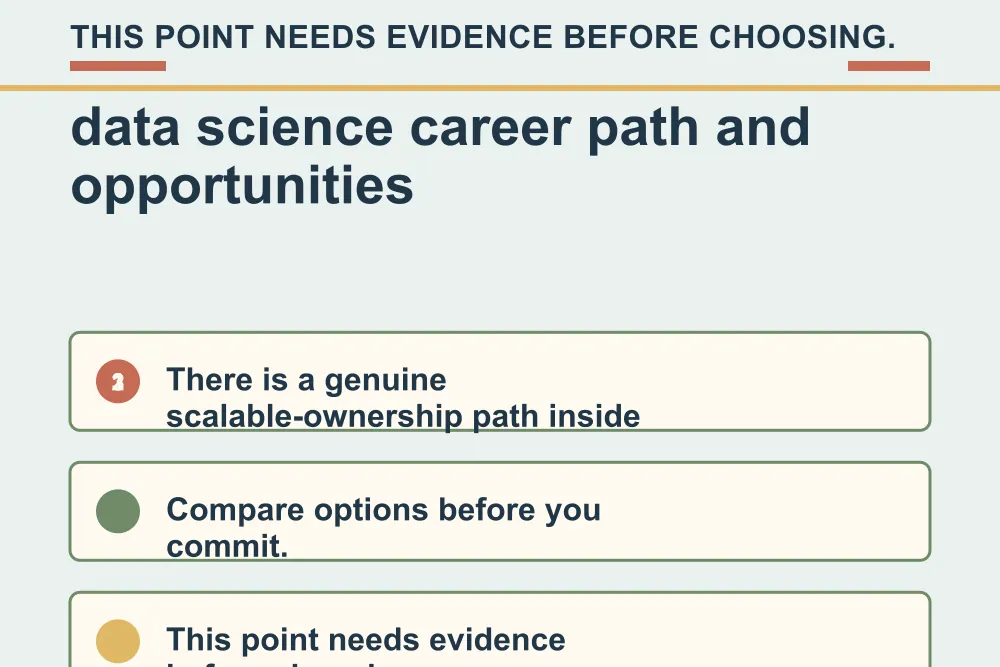 THIS POINT NEEDS EVIDENCE BEFORE CHOOSING.
data science career path and
opportunities
There is a genuine
scalable-ownership path inside
Compare options before you
commit.
This point needs evidence